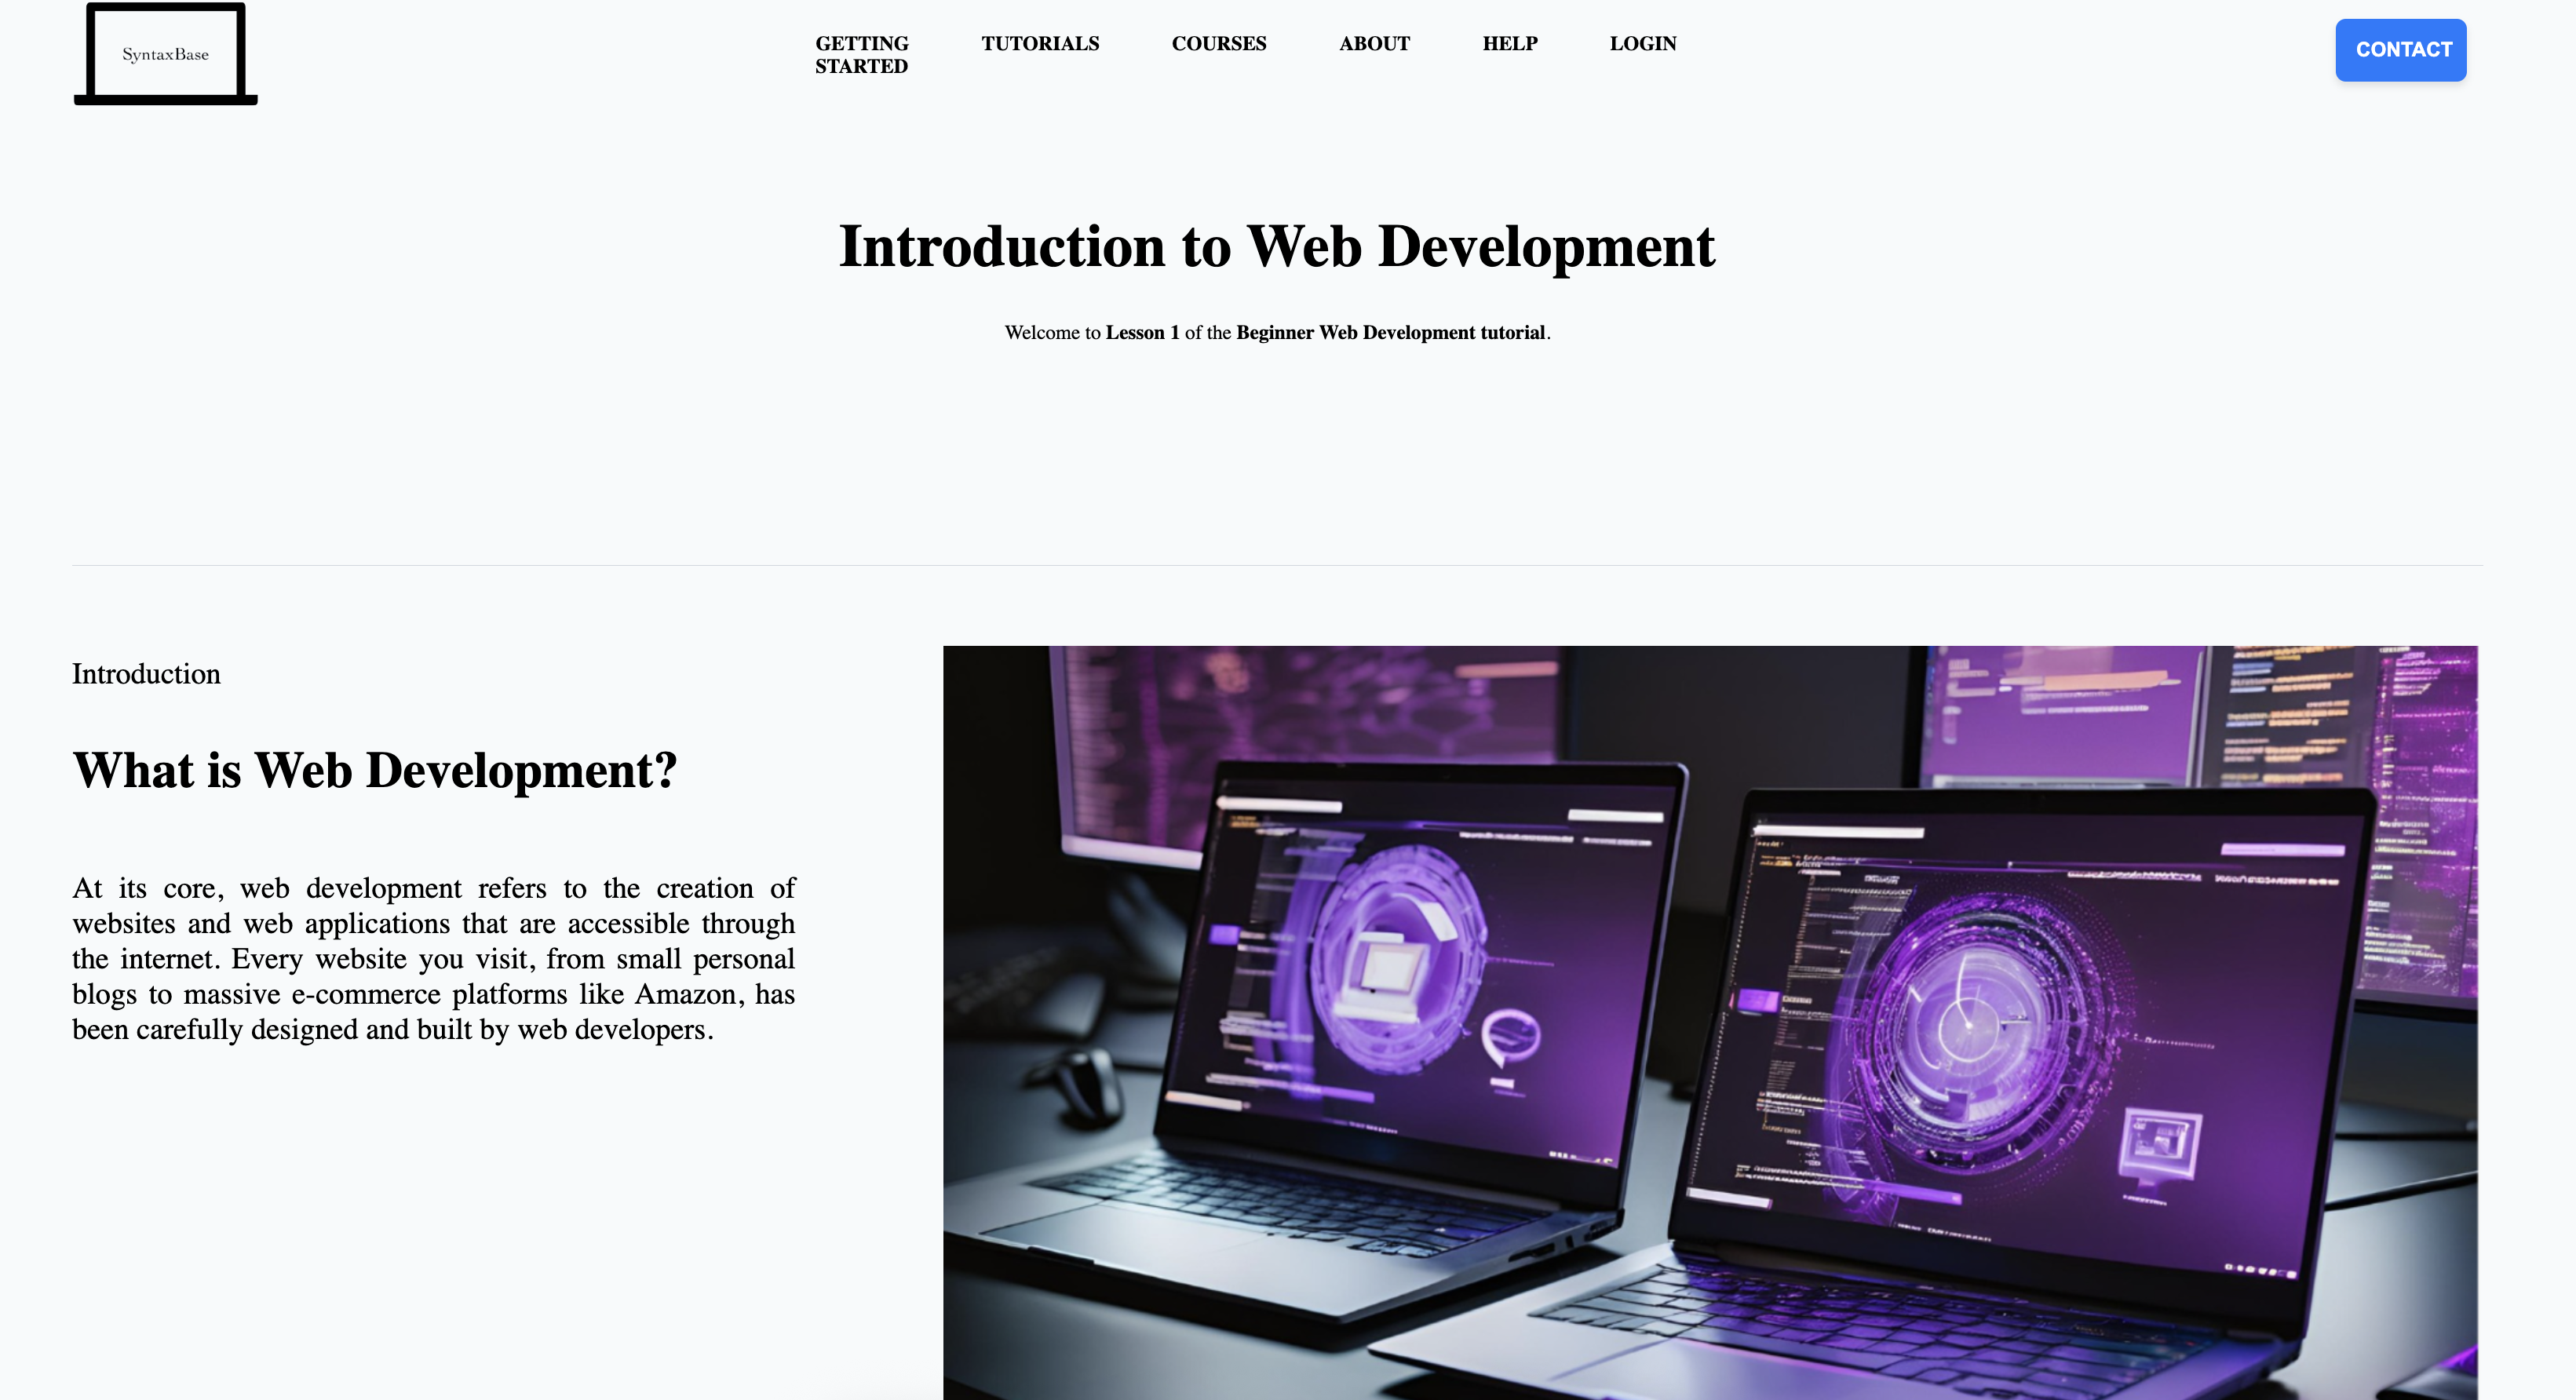 SyntaxBase
GETTING
STARTED
TUTORIALS
COURSES
ABOUT
HELP
LOGIN
CONTACT
Introduction to Web Development
Welcome to Lesson 1 of the Beginner Web Development tutorial.
Introduction
What is Web Development?
At its core, web development refers to the creation of
websites and web applications that are accessible through
the internet. Every website you visit, from small personal
blogs to massive e-commerce platforms like Amazon, has
been carefully designed and built by web developers.